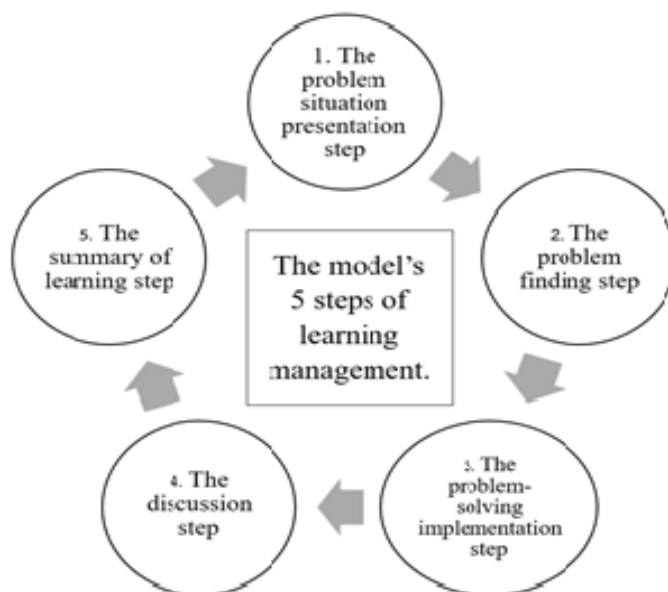 1. The
problem
situation
presentation
step
2. The
problem
finding step
3. The
problem-
solving
implementation
step
4. The
discussion
step
5. The
summary of
learning step
The model's
5 steps of
learning
management.